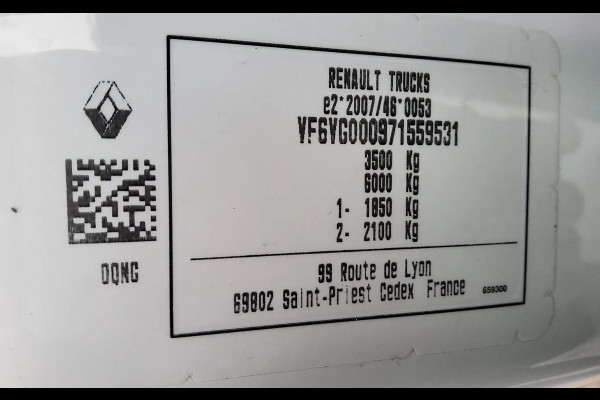 RENAULT TRUCKS
e2*2007/46*0053
VF6VG000971559531
3500 Kg
6000 Kg
1- 1850 Kg
2- 2100 Kg
99 Route de Lyon
69802 Saint-Priest Cedex France
659300
DQNG